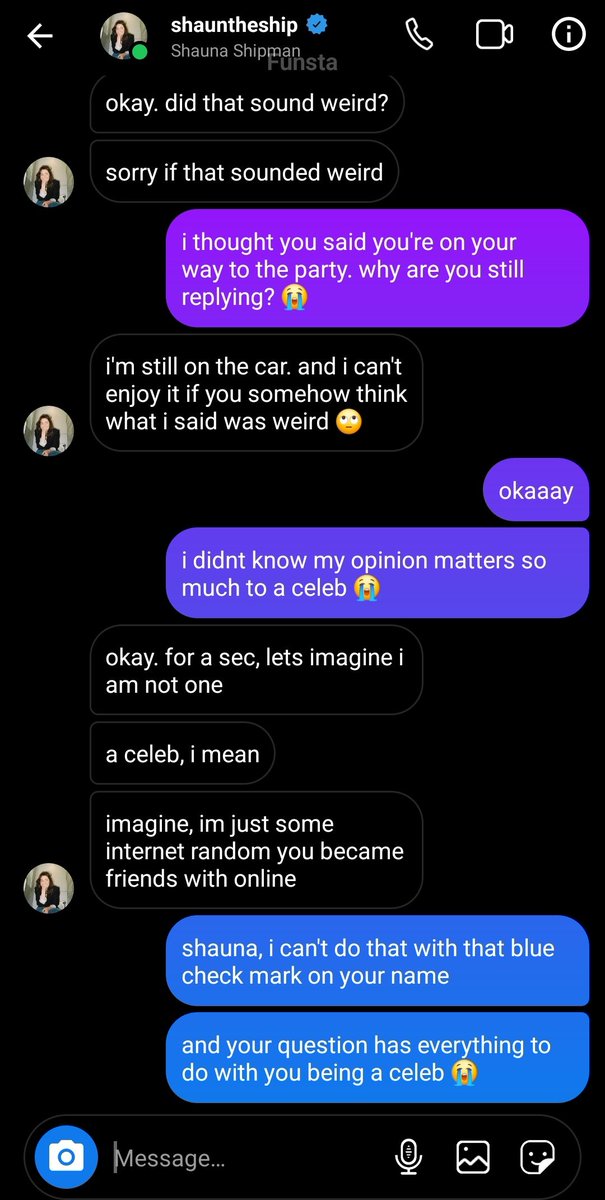 shauntheship
Shauna Shipman
Funsta
okay. did that sound weird?
sorry if that sounded weird
i thought you said you're on your
way to the party. why are you still
replying? 😭
i'm still on the car. and i can't
enjoy it if you somehow think
what i said was weird 🙄
okaaay
i didnt know my opinion matters so
much to a celeb 😭
okay. for a sec, lets imagine i
am not one
a celeb, i mean
imagine, im just some
internet random you became
friends with online
shauna, i can't do that with that blue
check mark on your name
and your question has everything to
do with you being a celeb 😭
Message...